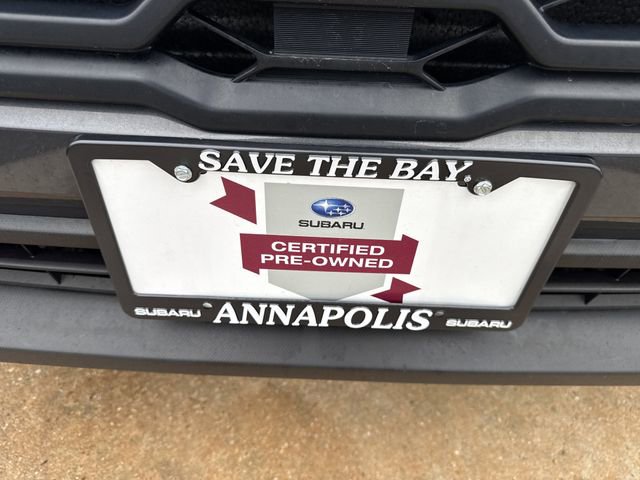 SAVE THE BAY.
SUBARU
CERTIFIED
PRE-OWNED
SUBARU ANNAPOLIS SUBARU